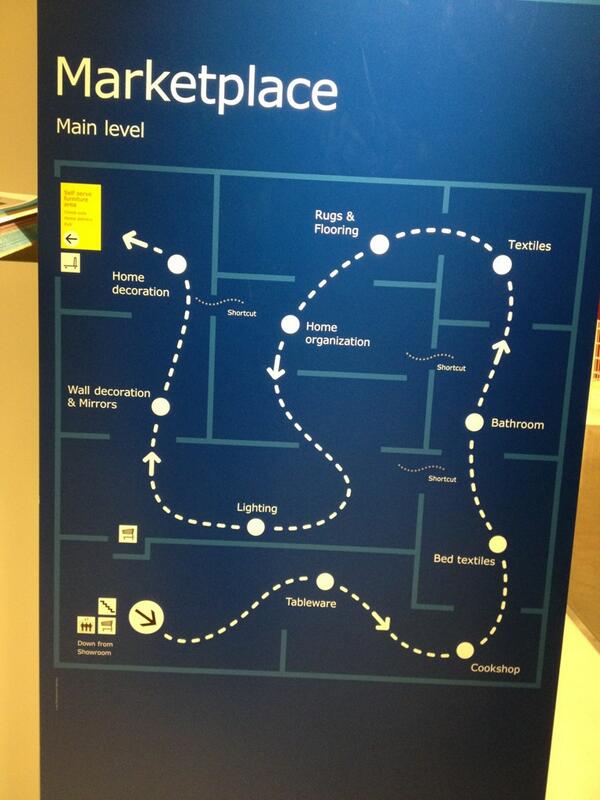 Marketplace
Main level
Self serve
furniture
area
Rugs &
Flooring
Textiles
Home
decoration
Shortcut
Home
organization
Shortcut
Wall decoration
& Mirrors
Bathroom
Shortcut
Lighting
Bed textiles
Tableware
Down from
Showroom
Cookshop